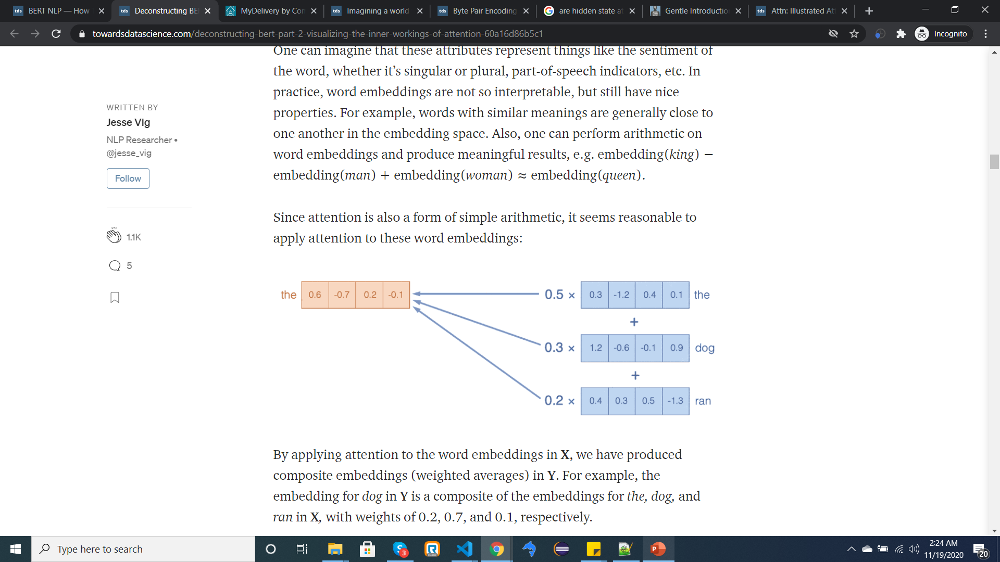 BERT NLP — How
Deconstructing BE
MyDelivery by Con
Imagining a world
Byte Pair Encoding
are hidden state at
Gentle Introductio
Attn: Illustrated At
towardsdatascience.com/deconstructing-bert-part-2-visualizing-the-inner-workings-of-attention-60a16d86b5c1
Incognito
One can imagine that these attributes represent things like the sentiment of
the word, whether it's singular or plural, part-of-speech indicators, etc. In
practice, word embeddings are not so interpretable, but still have nice
properties. For example, words with similar meanings are generally close to
one another in the embedding space. Also, one can perform arithmetic on
word embeddings and produce meaningful results, e.g. embedding(king) −
embedding(man) + embedding(woman) ≈ embedding(queen).
WRITTEN BY
Jesse Vig
NLP Researcher •
@jesse_vig
Follow
1.1K
5
Since attention is also a form of simple arithmetic, it seems reasonable to
apply attention to these word embeddings:
the 0.6 -0.7 0.2 -0.1 0.5 × 0.3 -1.2 0.4 0.1 the
+
0.3 × 1.2 -0.6 -0.1 0.9 dog
+
0.2 × 0.4 0.3 0.5 -1.3 ran
By applying attention to the word embeddings in X, we have produced
composite embeddings (weighted averages) in Y. For example, the
embedding for dog in Y is a composite of the embeddings for the, dog, and
ran in X, with weights of 0.2, 0.7, and 0.1, respectively.
Type here to search
3
2:24 AM
11/19/2020
20